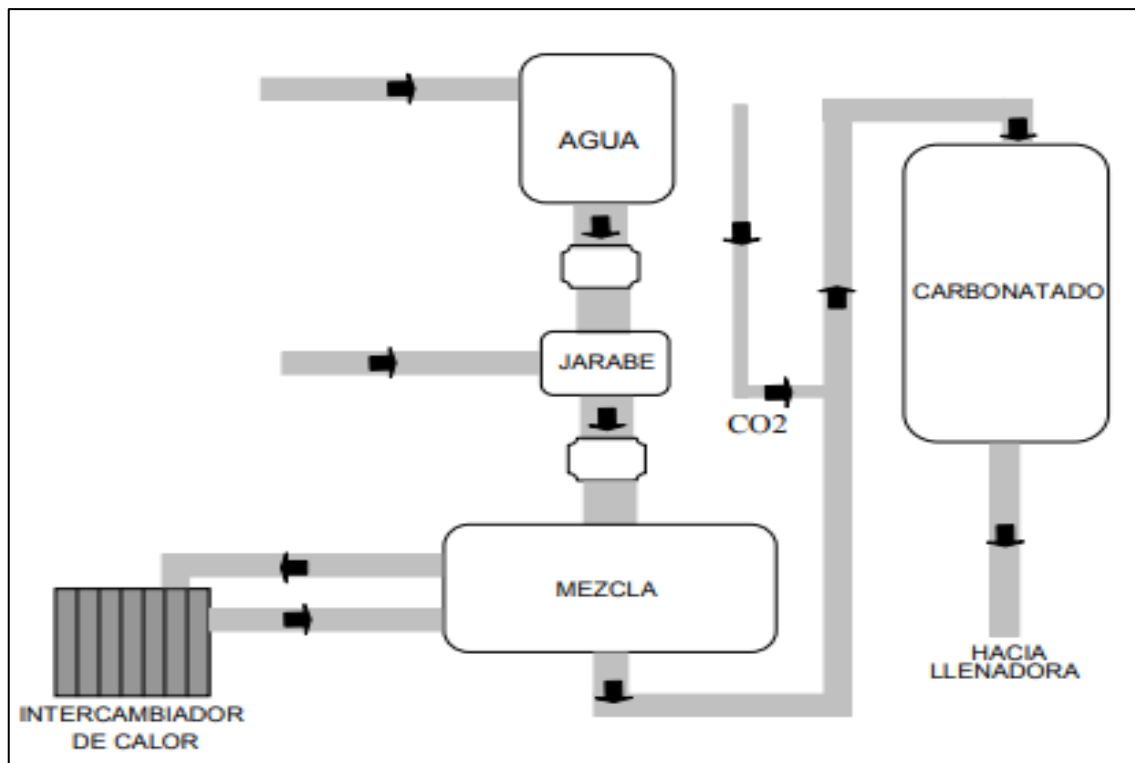 AGUA
JARABE
CO2
CARBONATADO
MEZCLA
INTERCAMBIADOR
DE CALOR
HACIA
LLENADORA